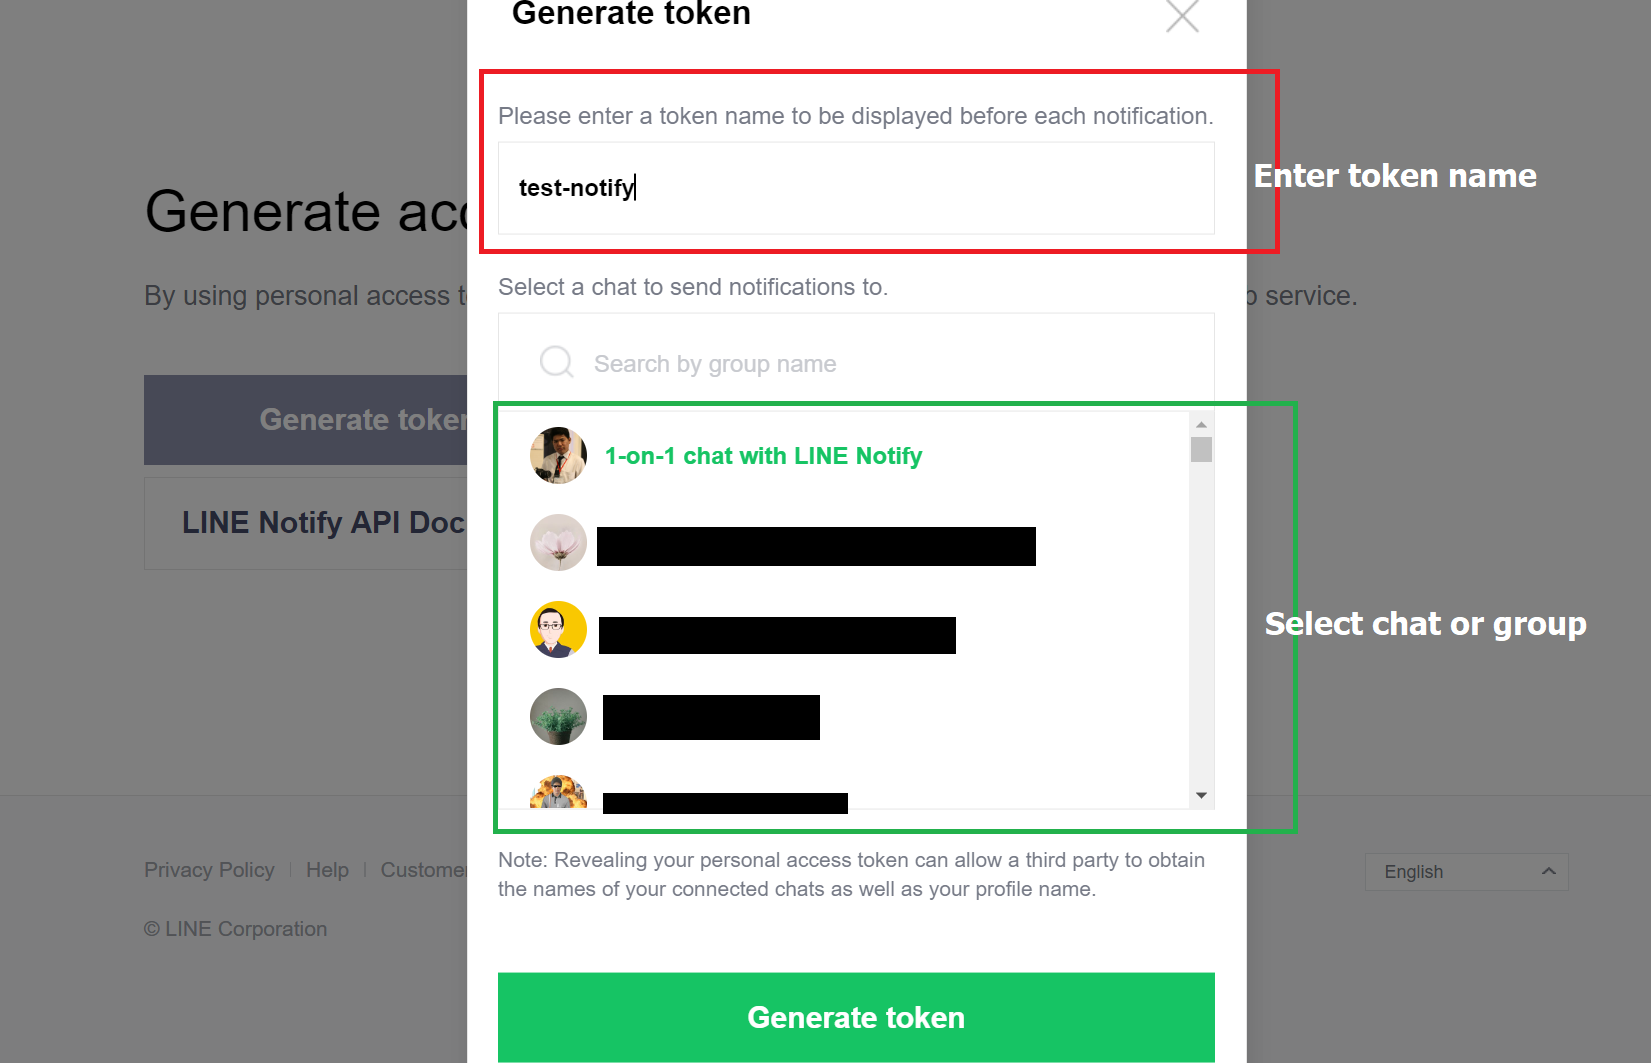 Generate token
Please enter a token name to be displayed before each notification.
test-notify
Enter token name
Generate
By using personal access
service.
Select a chat to send notifications to.
Search by group name
Generate
1-on-1 chat with LINE Notify
LINE Notify API Doc
Select chat or group
Note: Revealing your personal access token can allow a third party to obtain
the names of your connected chats as well as your profile name.
Privacy Policy
Help
Customer
English
© LINE Corporation
Generate token